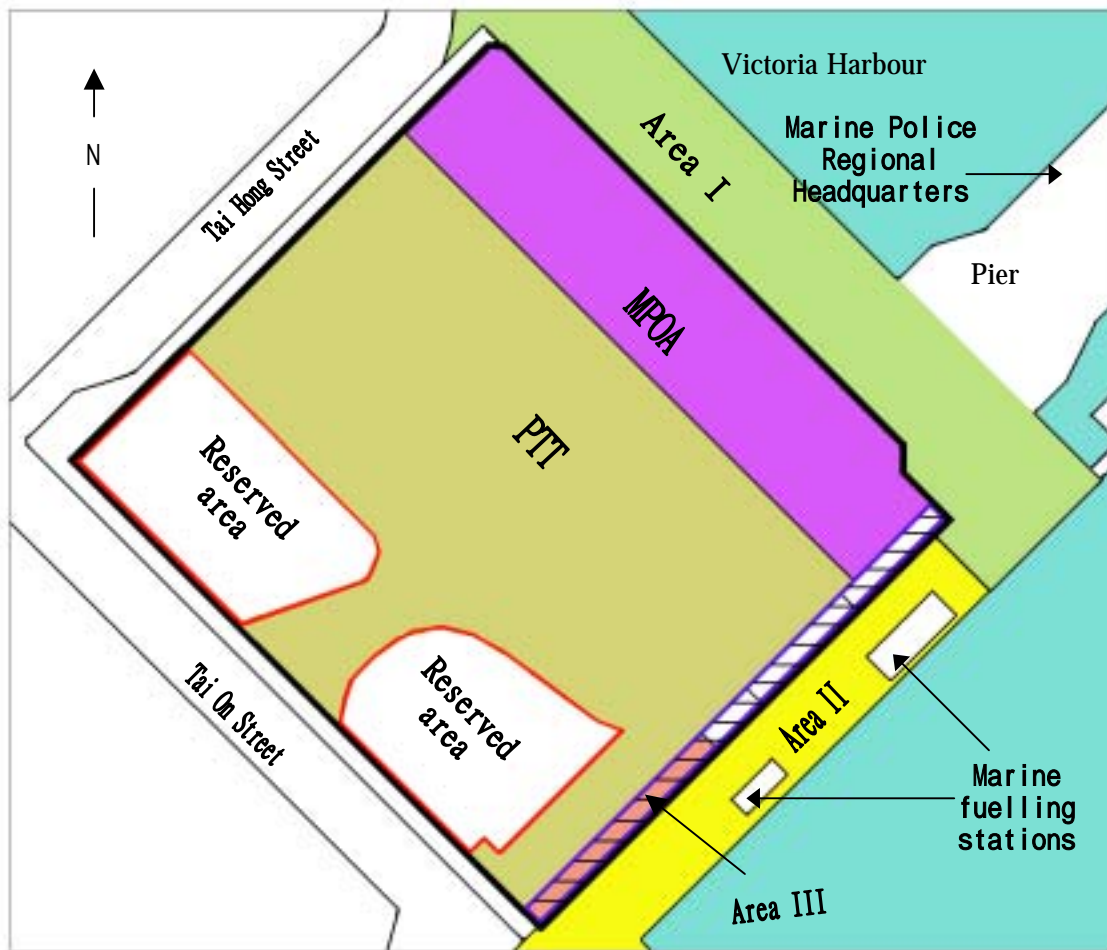 Victoria Harbour
Marine Police
Regional
Headquarters
N
Tai Hong Street
Area I
Pier
MPOA
PTT
Reserved
area
Reserved
area
Tai On Street
Area II
Marine
fuelling
stations
Area III